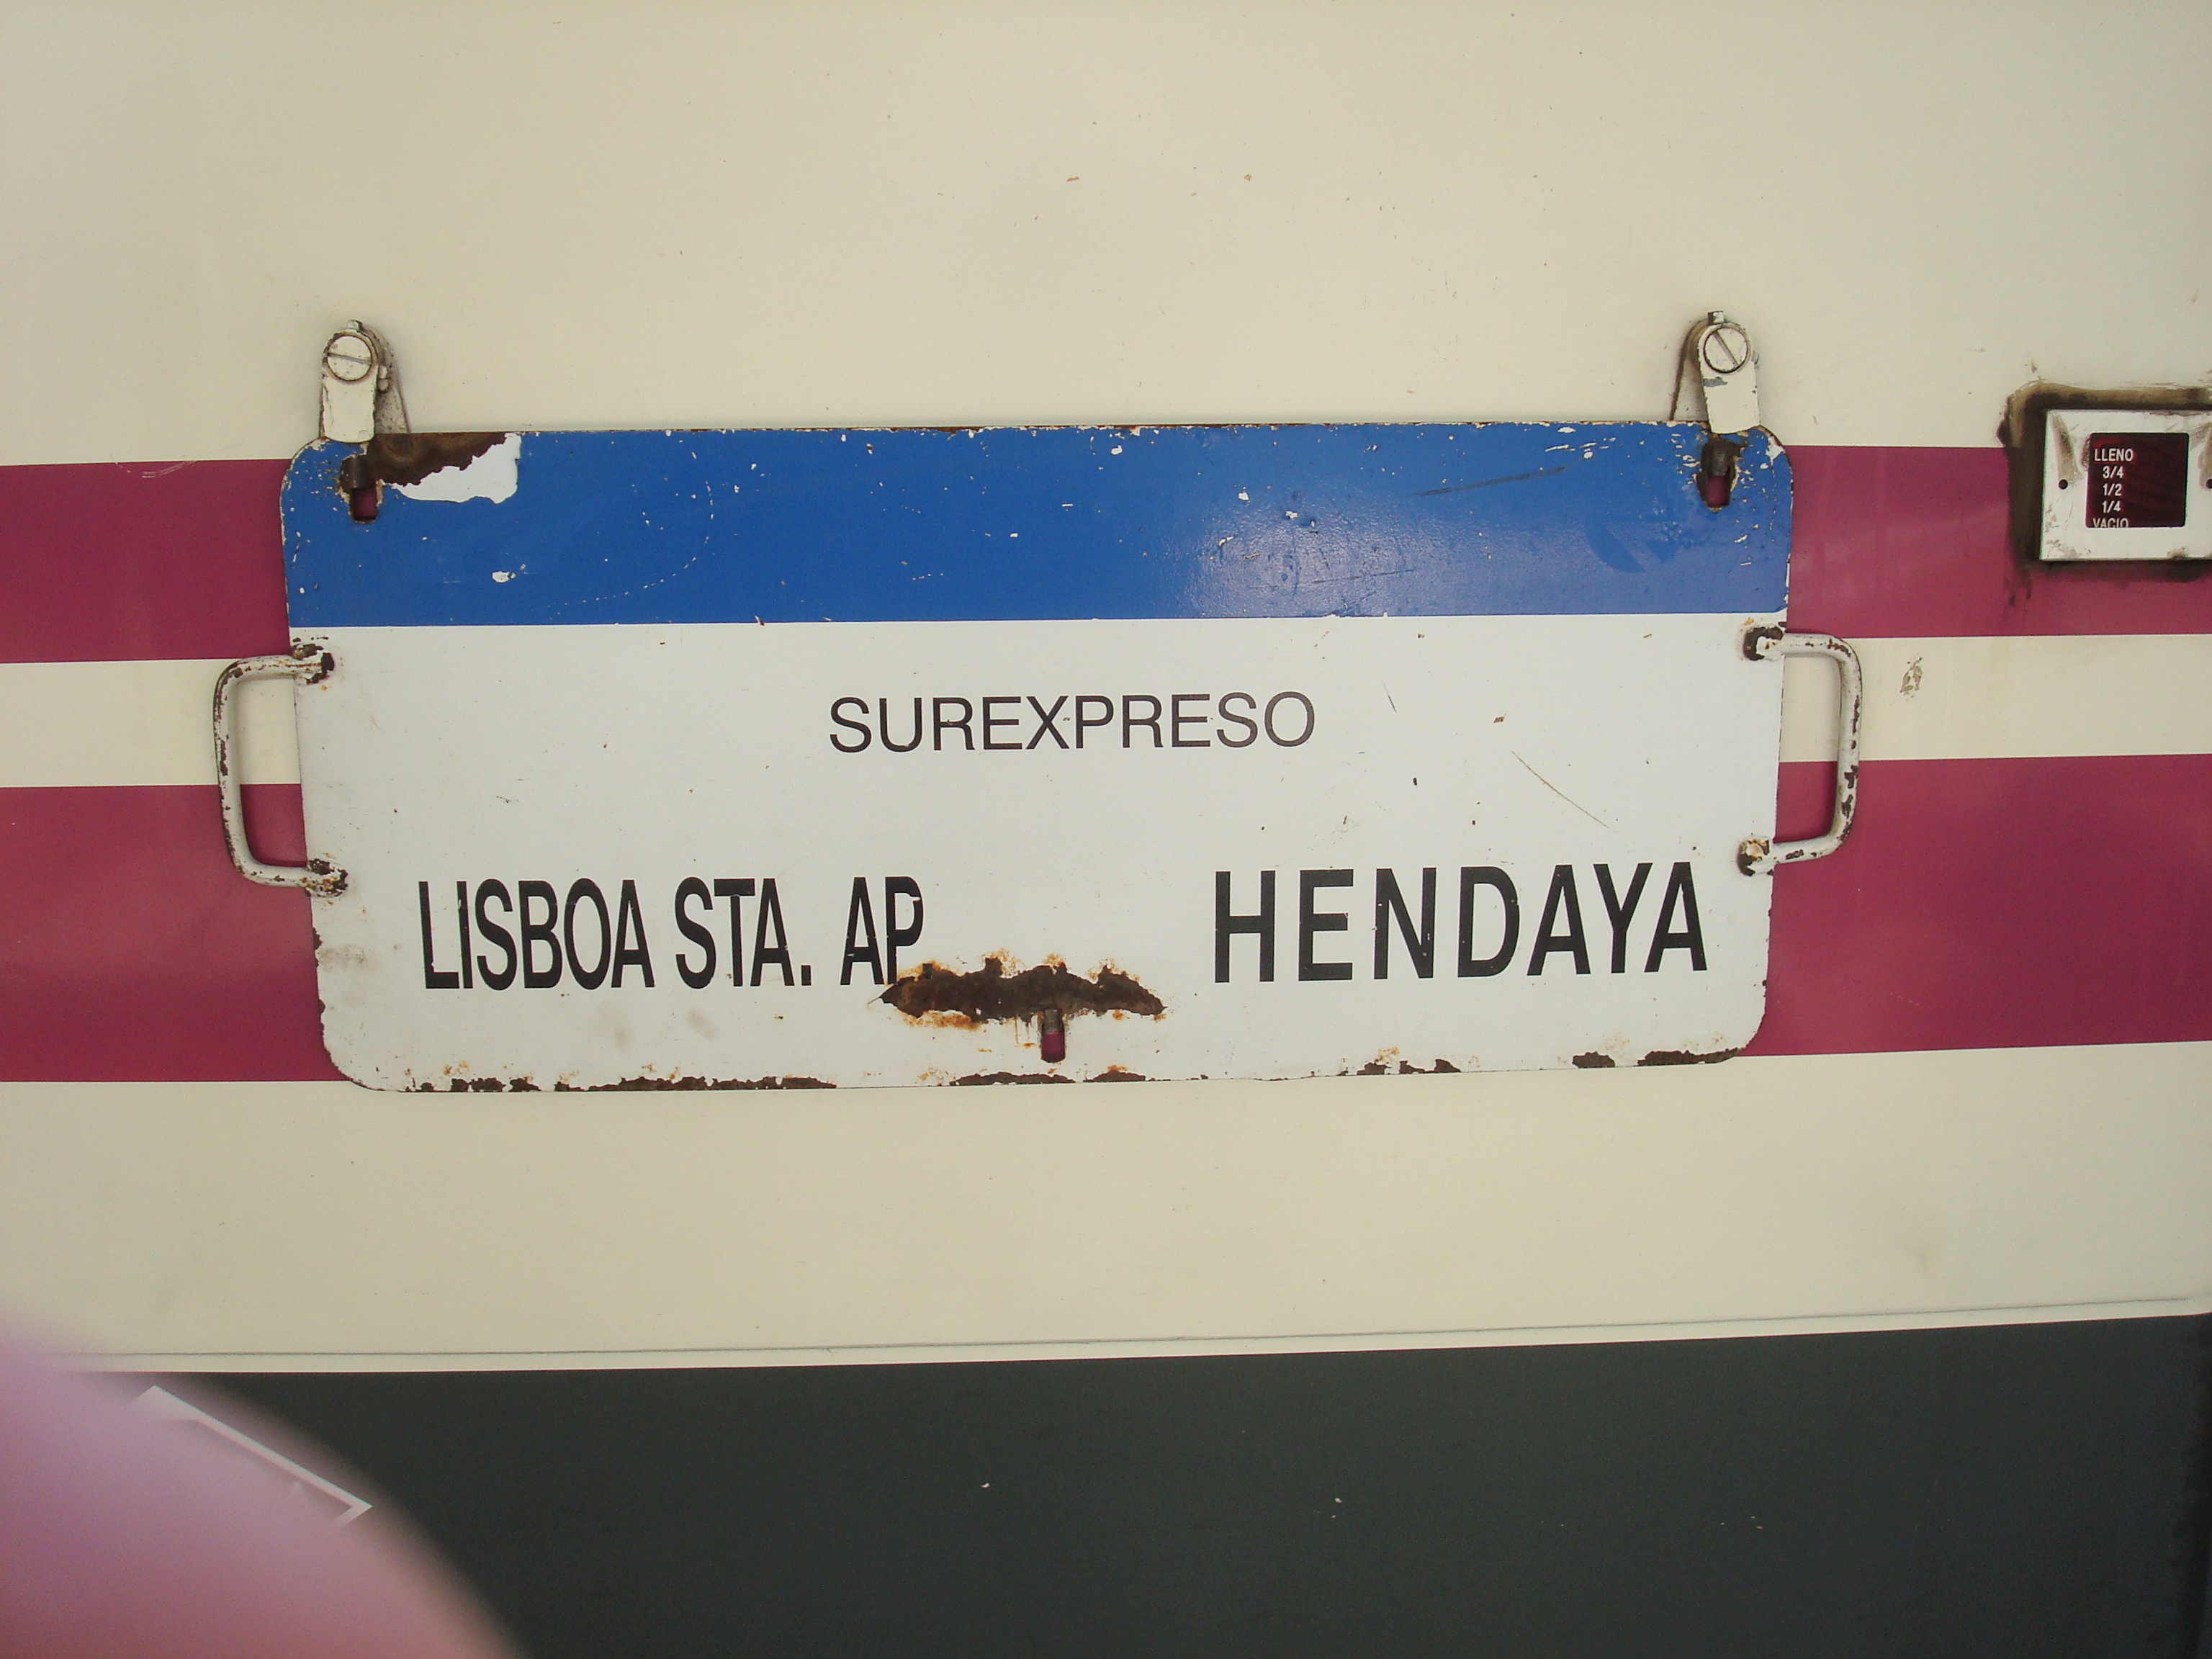 SUREXPRESO
LISBOA STA. AP
HENDAYA
LLENO
3/4
1/2
1/4
VACIO